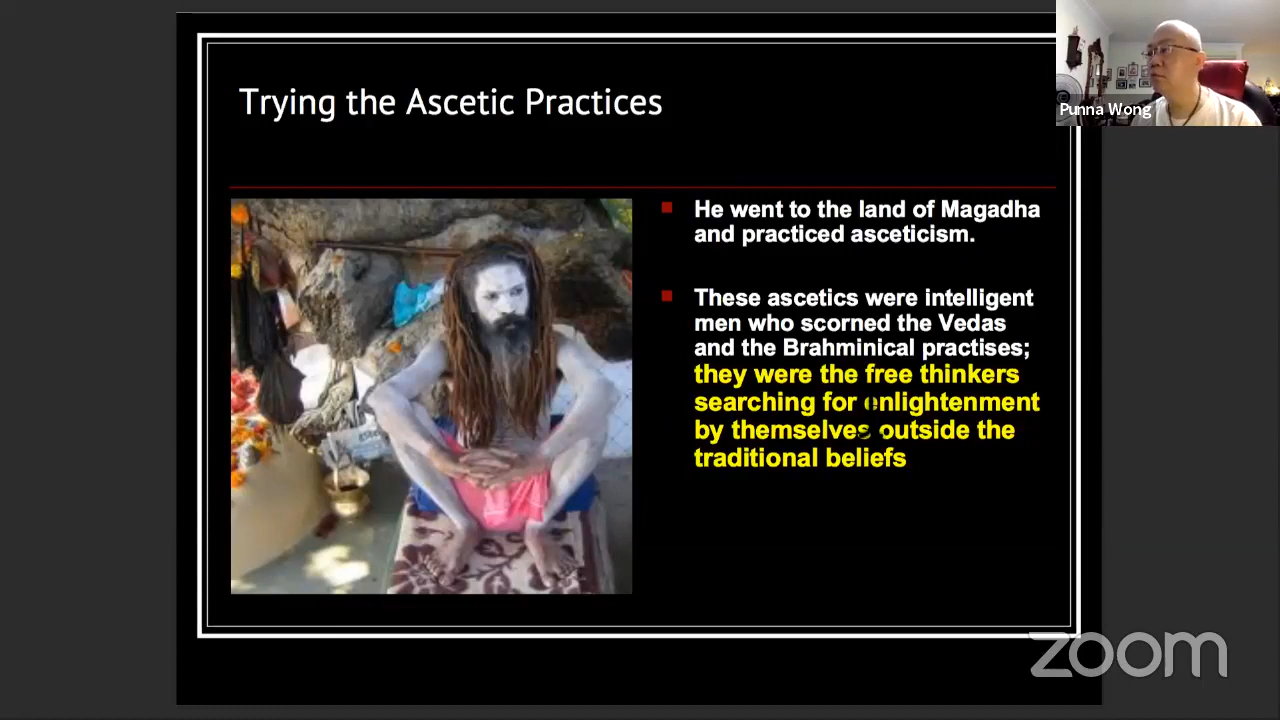 Trying the Ascetic Practices
Punna Wong
He went to the land of Magadha
and practiced asceticism.
These ascetics were intelligent
men who scorned the Vedas
and the Brahminical practises;
they were the free thinkers
searching for enlightenment
by themselves outside the
traditional beliefs
zoom